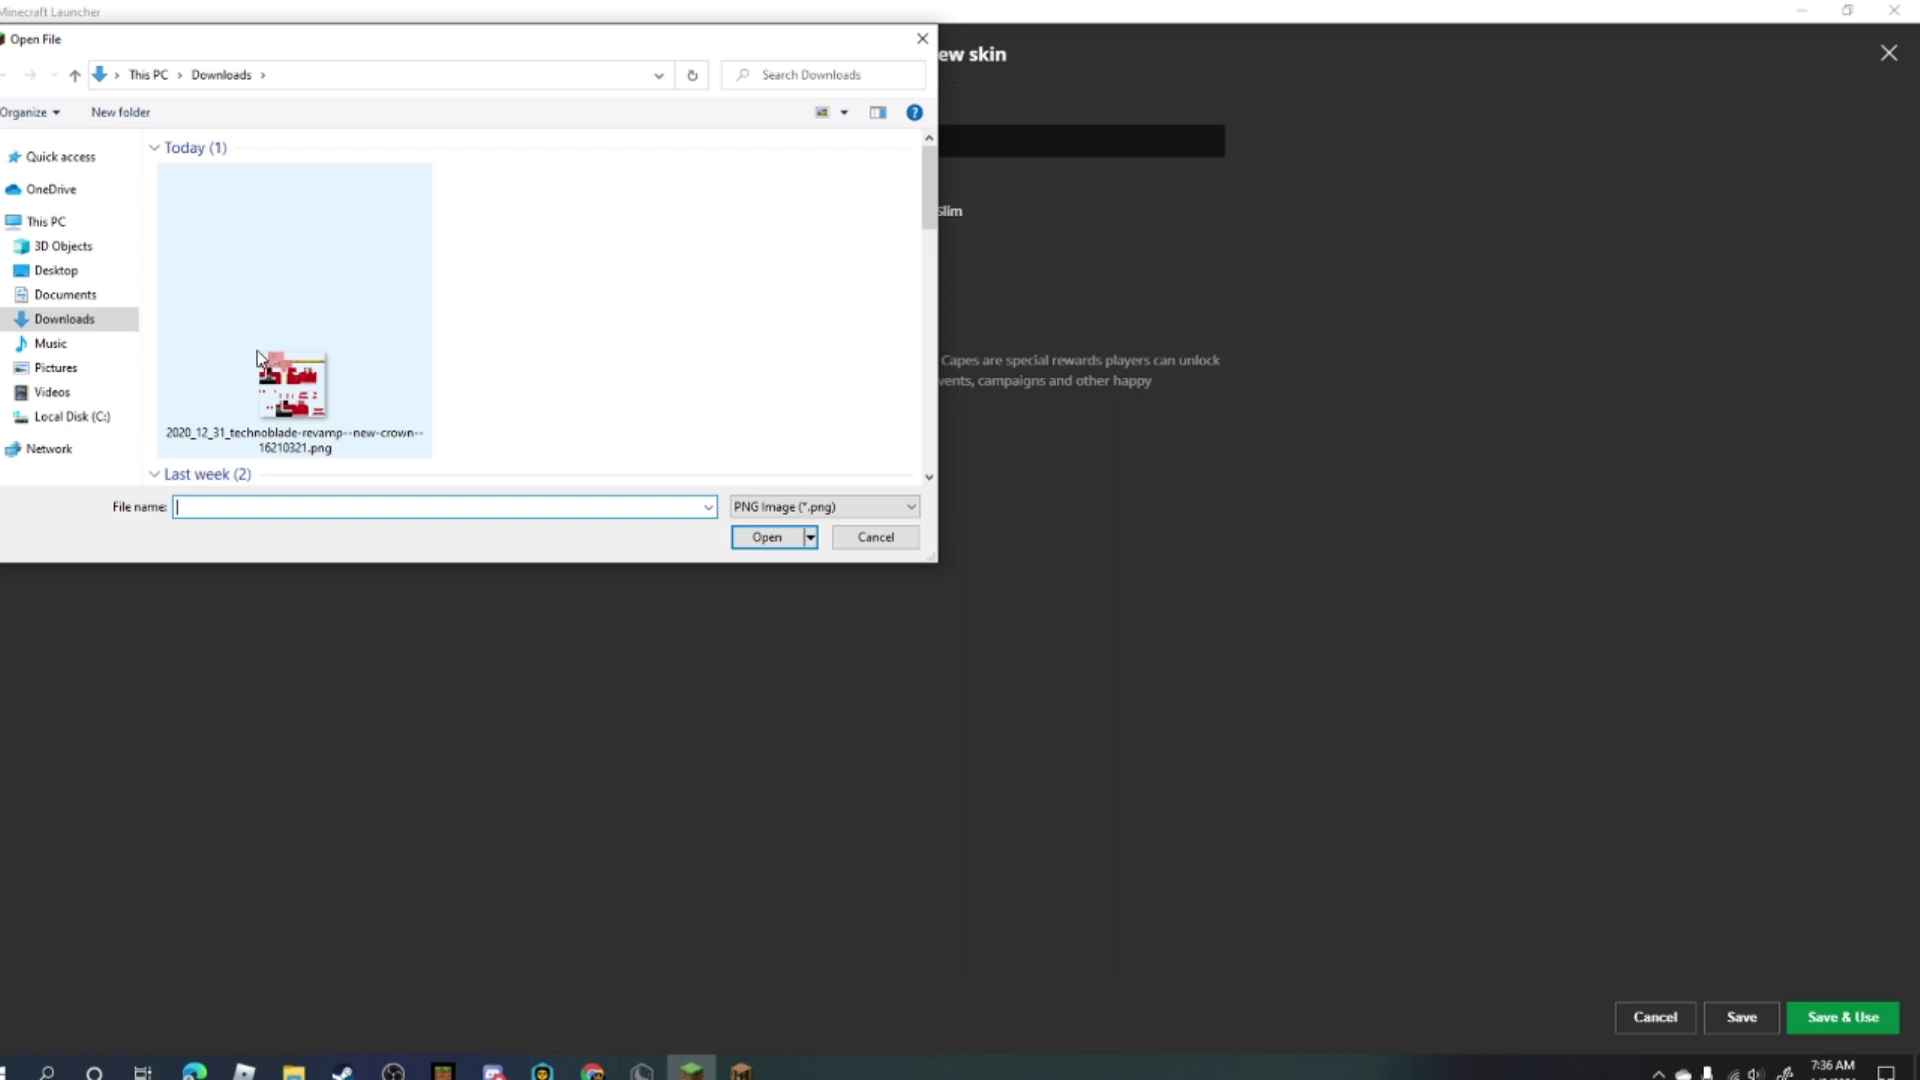 Minecraft Launcher
Open File
ew skin
This PC > Downloads >
Search Downloads
Organize
New folder
Today (1)
Quick access
OneDrive
This PC
3D Objects
Desktop
Documents
Downloads
Music
Pictures
Videos
Local Disk (C:)
Network
Slim
Capes are special rewards players can unlock
vents, campaigns and other happy
2020_12_31_technoblade-revamp--new-crown--
16210321.png
Last week (2)
File name:
PNG Image (*.png)
Open
Cancel
Cancel
Save
Save & Use
7:36 AM